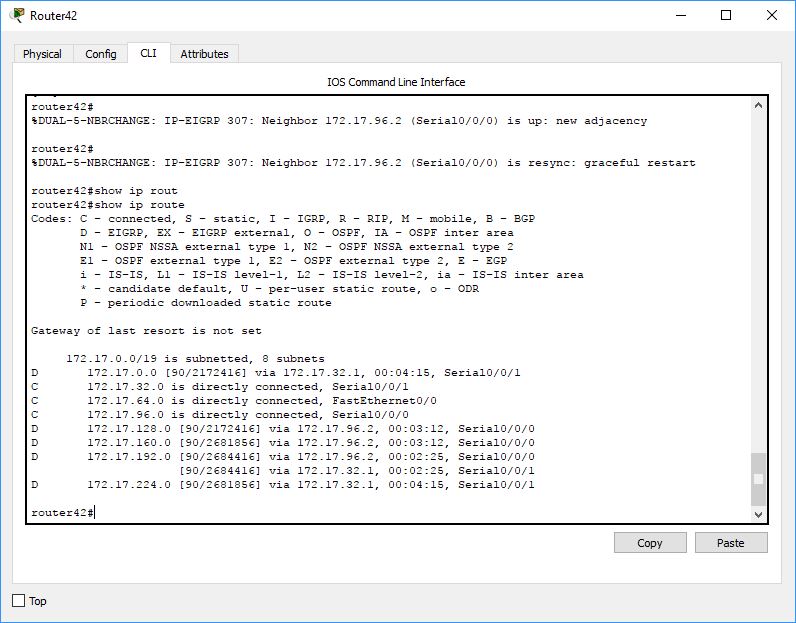 Router42
Physical Config CLI Attributes
IOS Command Line Interface
router42#
%DUAL-5-NBRCHANGE: IP-EIGRP 307: Neighbor 172.17.96.2 (Serial0/0/0) is up: new adjacency
router42#
%DUAL-5-NBRCHANGE: IP-EIGRP 307: Neighbor 172.17.96.2 (Serial0/0/0) is resync: graceful restart
router42#show ip rout
router42#show ip route
Codes: C - connected, S - static, I - IGRP, R - RIP, M - mobile, B - BGP
       D - EIGRP, EX - EIGRP external, O - OSPF, IA - OSPF inter area
       N1 - OSPF NSSA external type 1, N2 - OSPF NSSA external type 2
       E1 - OSPF external type 1, E2 - OSPF external type 2, E - EGP
       i - IS-IS, L1 - IS-IS level-1, L2 - IS-IS level-2, ia - IS-IS inter area
       * - candidate default, U - per-user static route, o - ODR
       P - periodic downloaded static route
Gateway of last resort is not set
     172.17.0.0/19 is subnetted, 8 subnets
D       172.17.0.0 [90/2172416] via 172.17.32.1, 00:04:15, Serial0/0/1
C       172.17.32.0 is directly connected, Serial0/0/1
C       172.17.64.0 is directly connected, FastEthernet0/0
C       172.17.96.0 is directly connected, Serial0/0/0
D       172.17.128.0 [90/2172416] via 172.17.96.2, 00:03:12, Serial0/0/0
D       172.17.160.0 [90/2681856] via 172.17.96.2, 00:03:12, Serial0/0/0
D       172.17.192.0 [90/2684416] via 172.17.96.2, 00:02:25, Serial0/0/0
                     [90/2684416] via 172.17.32.1, 00:02:25, Serial0/0/1
D       172.17.224.0 [90/2681856] via 172.17.32.1, 00:04:15, Serial0/0/1
router42#
Copy Paste
Top